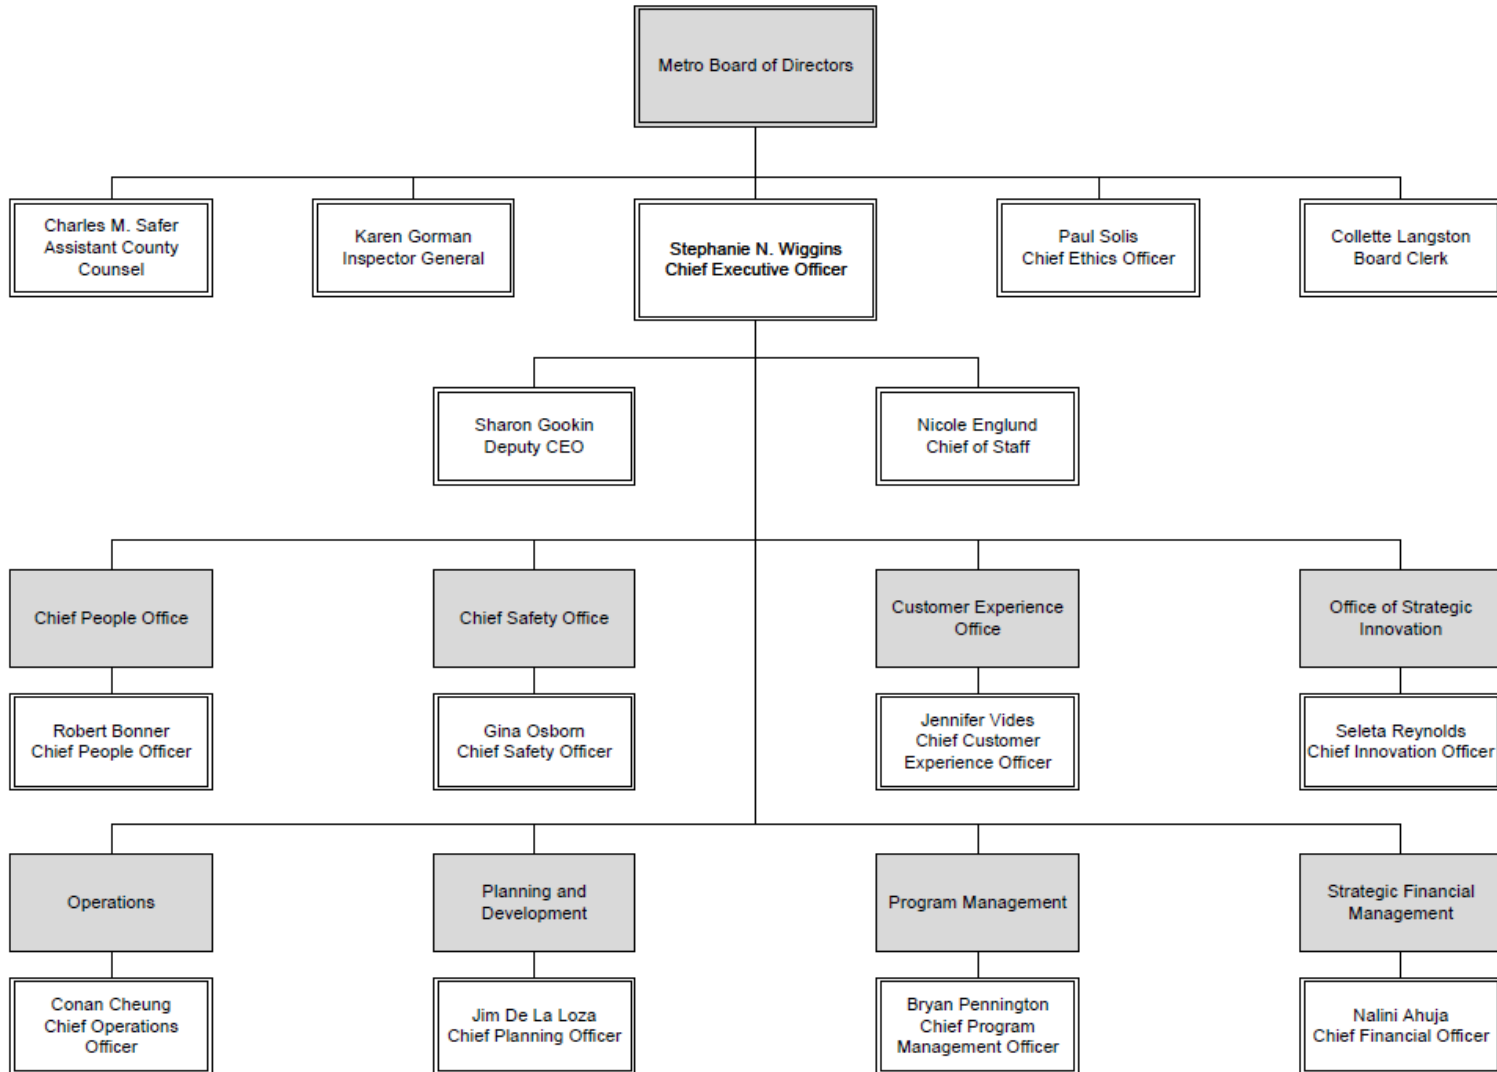 Metro Board of Directors
Charles M. Safer
Assistant County
Counsel
Karen Gorman
Inspector General
Stephanie N. Wiggins
Chief Executive Officer
Paul Solis
Chief Ethics Officer
Collette Langston
Board Clerk
Sharon Gookin
Deputy CEO
Nicole Englund
Chief of Staff
Chief People Office
Chief Safety Office
Customer Experience
Office
Office of Strategic
Innovation
Robert Bonner
Chief People Officer
Gina Osborn
Chief Safety Officer
Jennifer Vides
Chief Customer
Experience Officer
Seleta Reynolds
Chief Innovation Officer
Operations
Planning and
Development
Program Management
Strategic Financial
Management
Conan Cheung
Chief Operations
Officer
Jim De La Loza
Chief Planning Officer
Bryan Pennington
Chief Program
Management Officer
Nalini Ahuja
Chief Financial Officer